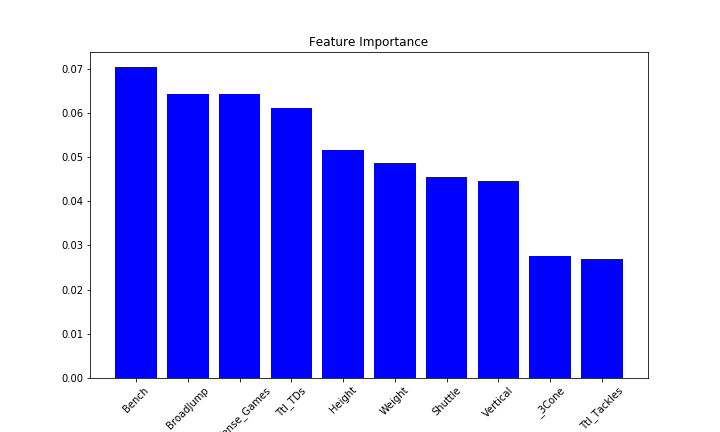 Feature Importance
0.07
0.06
0.05
0.04
0.03
0.02
0.01
0.00
Bench
BroadJump
ense_Games
Ttl_TDs
Height
Weight
Shuttle
Vertical
_3Cone
Ttl_Tackles